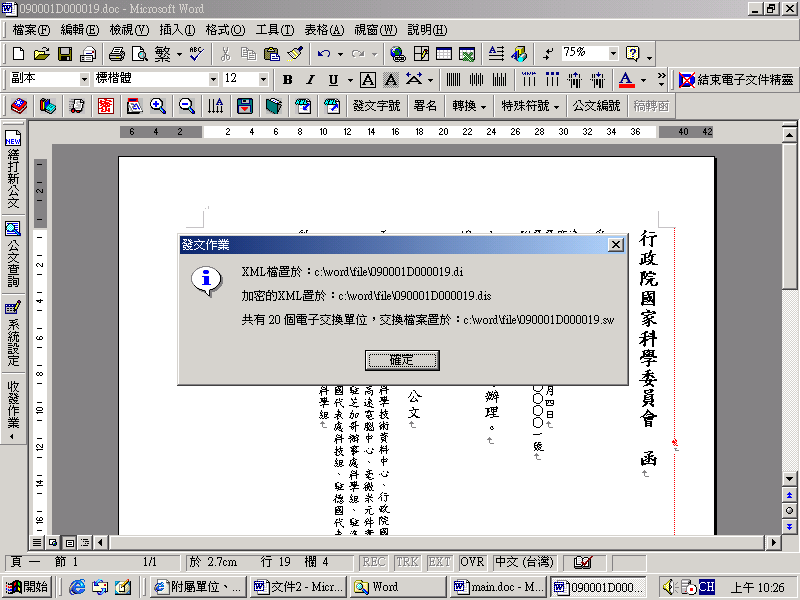 090001D000019.doc - Microsoft Word
檔案(F) 編輯(E) 檢視(V) 插入(I) 格式(O) 工具(T) 表格(A) 視窗(W) 說明(H)
繁 75%
副本 標楷體 12 B I U A A A 結束電子文件精靈
發文字號 署名 轉換 特殊符號 公文編號 稿轉函
6 4 2 2 4 6 8 10 12 14 16 18 20 22 24 26 28 30 32 34 36 40 42
NEW
繕打新公文
公文查詢
系統設定
收發作業
2 2 4 6 8 10 12 14 16
行政院國家科學委員會 函
發文作業
XML檔置於：c:\word\file\090001D000019.di
加密的XML置於：c:\word\file\090001D000019.dis
共有 20 個電子交換單位，交換檔案置於：c:\word\file\090001D000019.sw
確定
月四日
〇〇〇〇一號
辦理。
公文
科學技術資料中心、行政院國
高速電腦中心、毫微米元件
駐芝加哥辦事處科學組、駐
國代表處科技組、駐德國代表
科學組
頁 一 節 1 1/1 於 2.7cm 行 19 欄 4 REC TRK EXT OVR 中文 (台灣)
開始 附屬單位、... 文件2 - Micr... Word main.doc - M... 090001D000... CH 上午 10:26